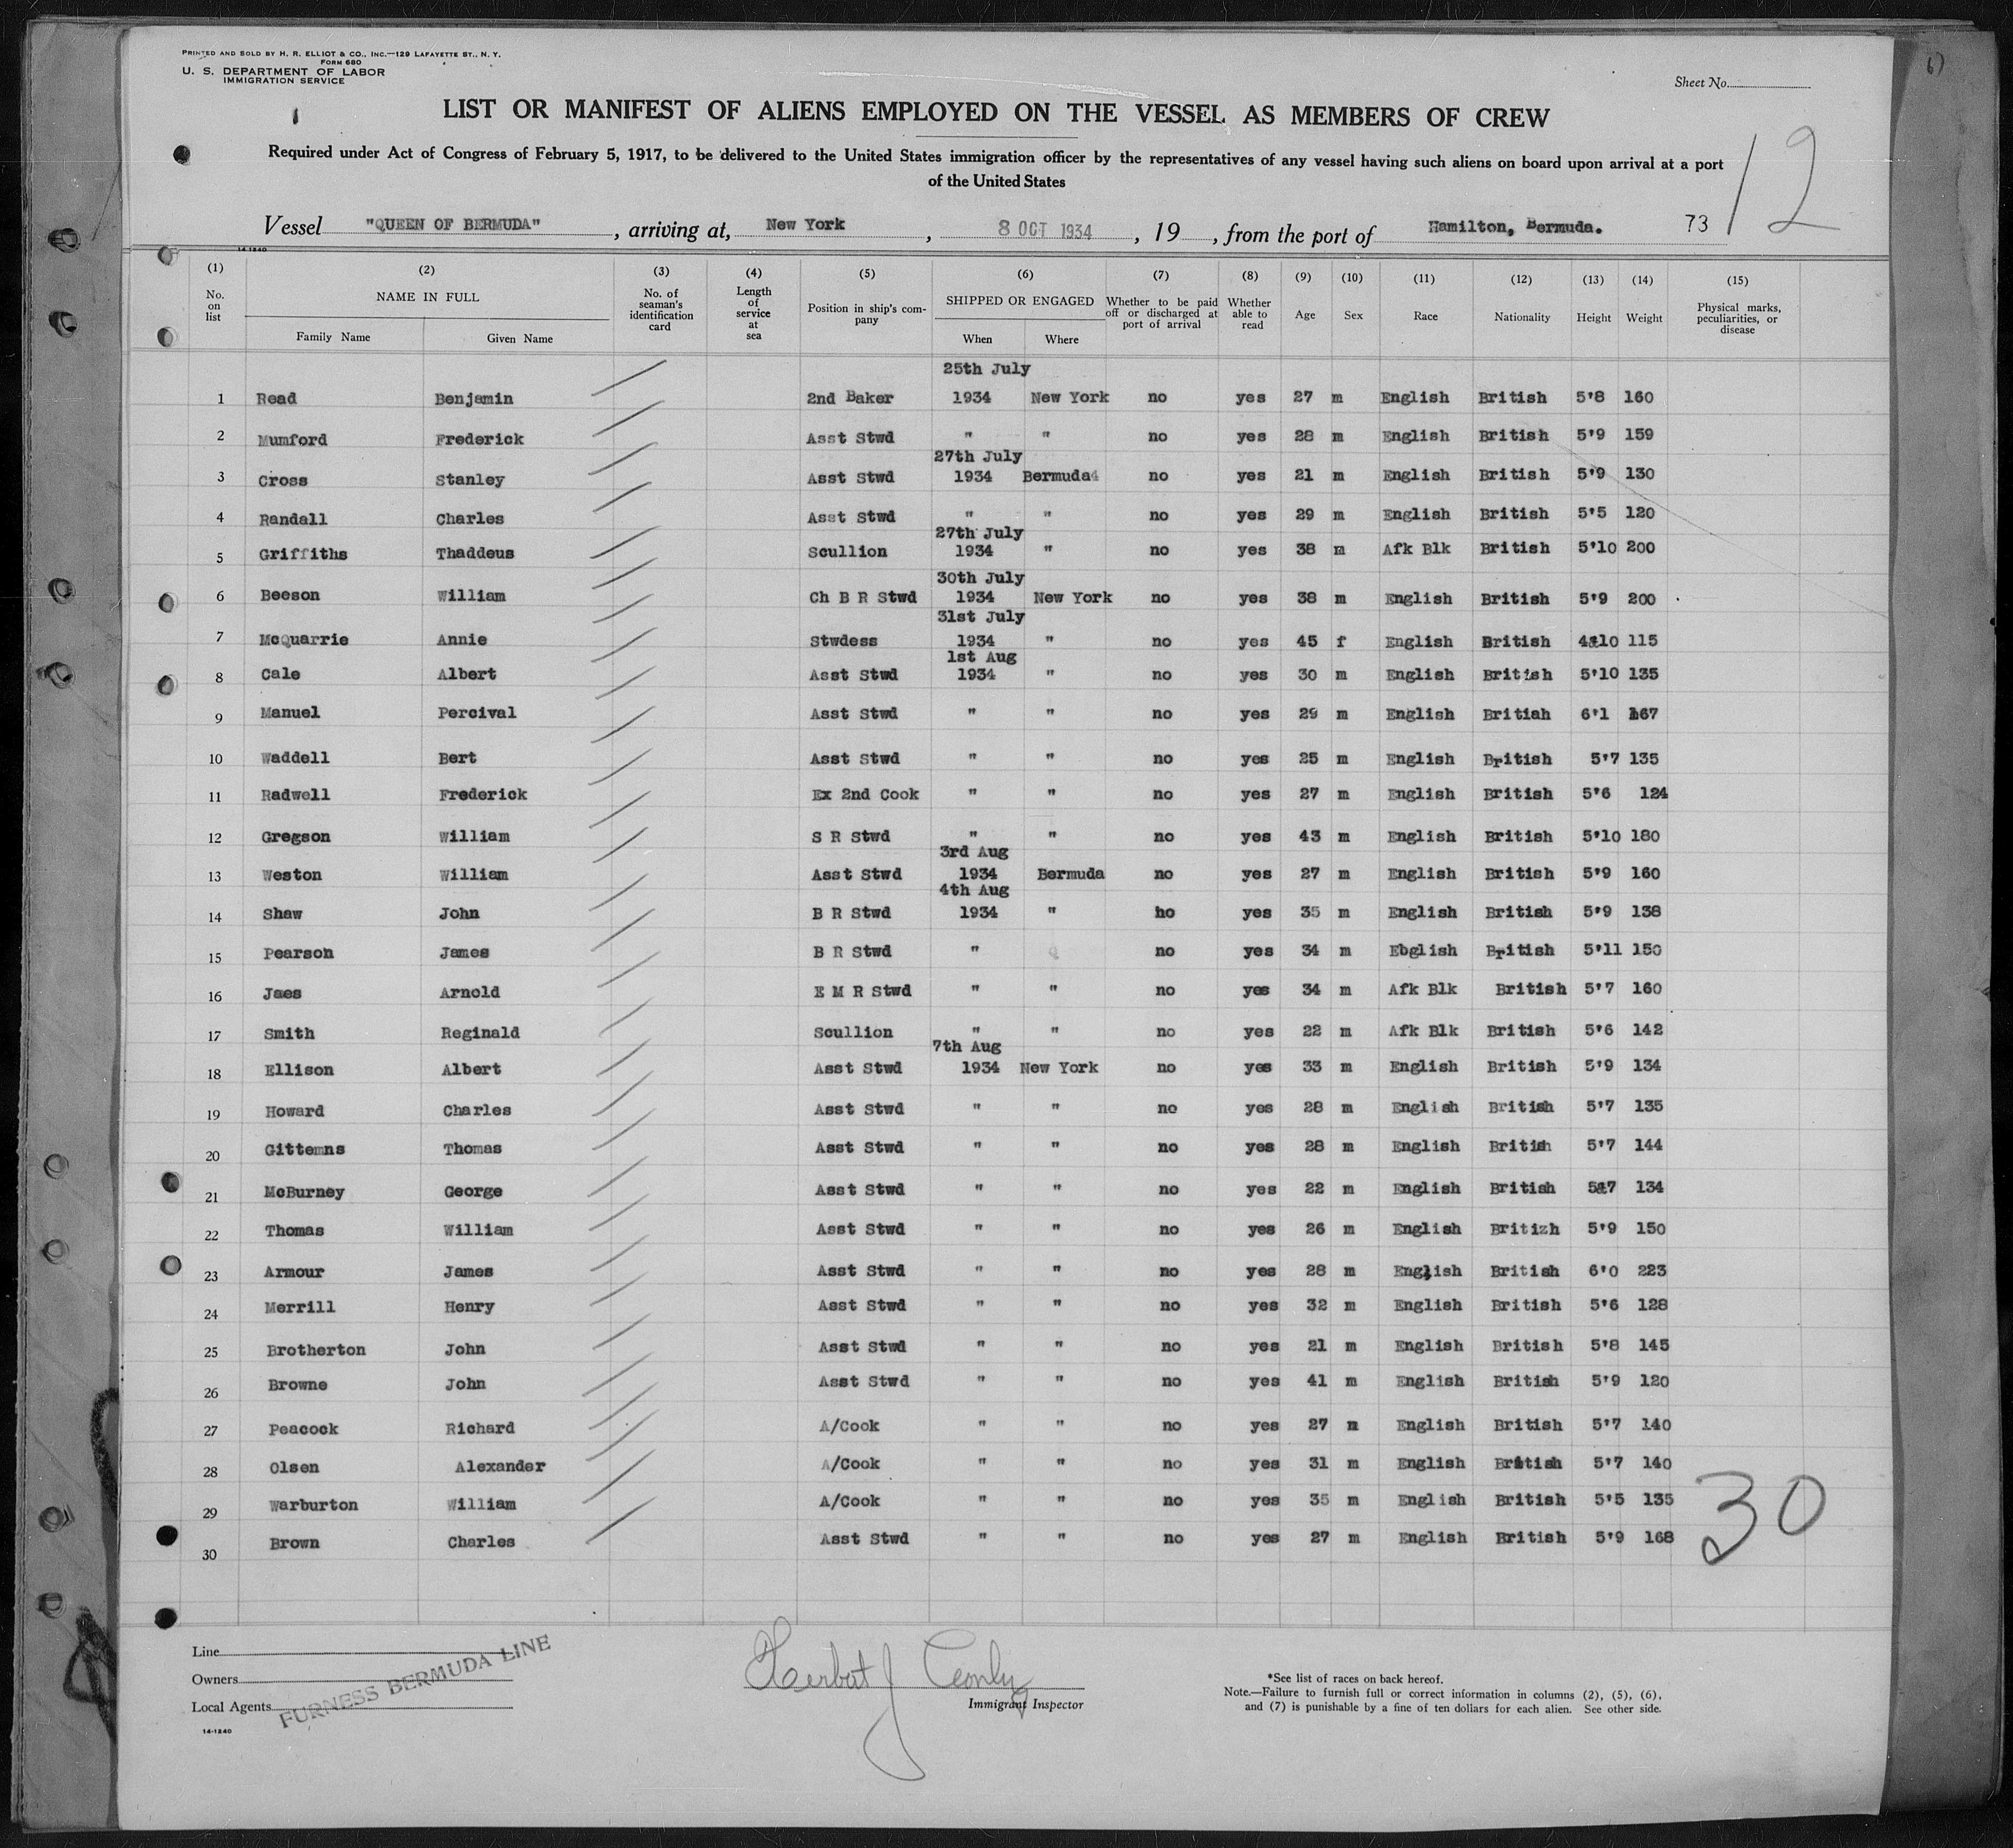 PRINTED AND SOLD BY H. R. ELLIOT & CO., INC.—129 LAFAYETTE ST., N. Y.
FORM 680
U. S. DEPARTMENT OF LABOR
IMMIGRATION SERVICE
Sheet No.
LIST OR MANIFEST OF ALIENS EMPLOYED ON THE VESSEL AS MEMBERS OF CREW
Required under Act of Congress of February 5, 1917, to be delivered to the United States immigration officer by the representatives of any vessel having such aliens on board upon arrival at a port
of the United States
12
Vessel "QUEEN OF BERMUDA", arriving at, New York, 8 OCT 1934, 19, from the port of Hamilton, Bermuda. 73
14-1240
(1) (2) (3) (4) (5) (6) (7) (8) (9) (10) (11) (12) (13) (14) (15)
No. on list NAME IN FULL Family Name Given Name No. of seaman's identification card Length of service at sea Position in ship's company SHIPPED OR ENGAGED When Where Whether to be paid off or discharged at port of arrival Whether able to read Age Sex Race Nationality Height Weight Physical marks, peculiarities, or disease
25th July
1 Read Benjamin 2nd Baker 1934 New York no yes 27 m English British 5'8 160
2 Mumford Frederick Asst Stwd " " no yes 28 m English British 5'9 159
27th July
3 Cross Stanley Asst Stwd 1934 Bermuda4 no yes 21 m English British 5'9 130
4 Randall Charles Asst Stwd " " no yes 29 m English British 5'5 120
27th July
5 Griffiths Thaddeus Scullion 1934 " no yes 38 m Afk Blk British 5'10 200
30th July
6 Beeson William Ch B R Stwd 1934 New York no yes 38 m English British 5'9 200
31st July
7 McQuarrie Annie Stwdess 1934 " no yes 45 f English British 4&10 115
1st Aug
8 Cale Albert Asst Stwd 1934 " no yes 30 m English British 5'10 135
9 Manuel Percival Asst Stwd " " no yes 29 m English Britiah 6'1 167
10 Waddell Bert Asst Stwd " " no yes 25 m English British 5'7 135
11 Radwell Frederick Ex 2nd Cook " " no yes 27 m English British 5'6 124
12 Gregson William S R Stwd " " no yes 43 m English British 5'10 180
3rd Aug
13 Weston William Asst Stwd 1934 Bermuda no yes 27 m English British 5'9 160
4th Aug
14 Shaw John B R Stwd 1934 " ho yes 35 m English British 5'9 138
15 Pearson James B R Stwd " no yes 34 m Ebglish British 5'11 150
16 Jaes Arnold E M R Stwd " " no yes 34 m Afk Blk British 5'7 160
17 Smith Reginald Scullion " " no yes 22 m Afk Blk British 5'6 142
7th Aug
18 Ellison Albert Asst Stwd 1934 New York no yes 33 m English British 5'9 134
19 Howard Charles Asst Stwd " " no yes 28 m English British 5'7 135
20 Gittemns Thomas Asst Stwd " " no yes 28 m English British 5'7 144
21 McBurney George Asst Stwd " " no yes 22 m English British 5&7 134
22 Thomas William Asst Stwd " " no yes 26 m English Britizh 5'9 150
23 Armour James Asst Stwd " " no yes 28 m English British 6'0 223
24 Merrill Henry Asst Stwd " " no yes 32 m English British 5'6 128
25 Brotherton John Asst Stwd " " no yes 21 m English British 5'8 145
26 Browne John Asst Stwd " " no yes 41 m English British 5'9 120
27 Peacock Richard A/Cook " " no yes 27 m English British 5'7 140
28 Olsen Alexander A/Cook " " no yes 31 m English British 5'7 140
29 Warburton William A/Cook " " no yes 35 m English British 5'5 135
30 Brown Charles Asst Stwd " " no yes 27 m English British 5'9 168
30
Line
Owners
Local Agents
FURNESS BERMUDA LINE
14-1240
Herbert J
Immigrant Inspector
*See list of races on back hereof.
Note.—Failure to furnish full or correct information in columns (2), (5), (6),
and (7) is punishable by a fine of ten dollars for each alien. See other side.